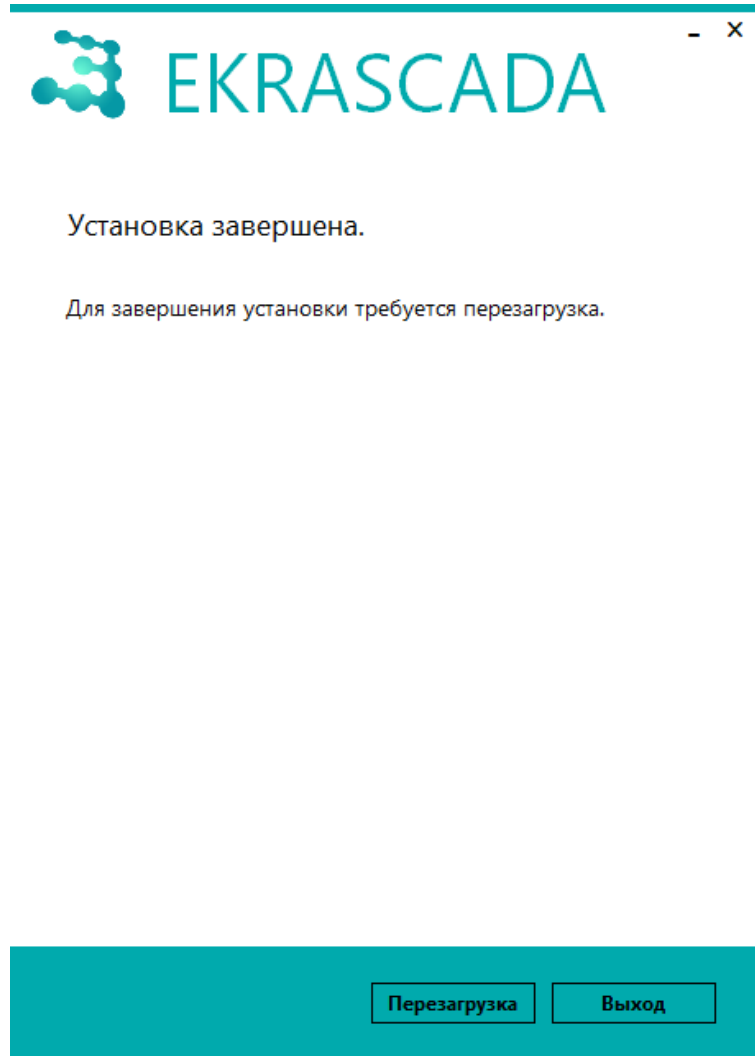 EKRASCADA
Установка завершена.
Для завершения установки требуется перезагрузка.
Перезагрузка
Выход